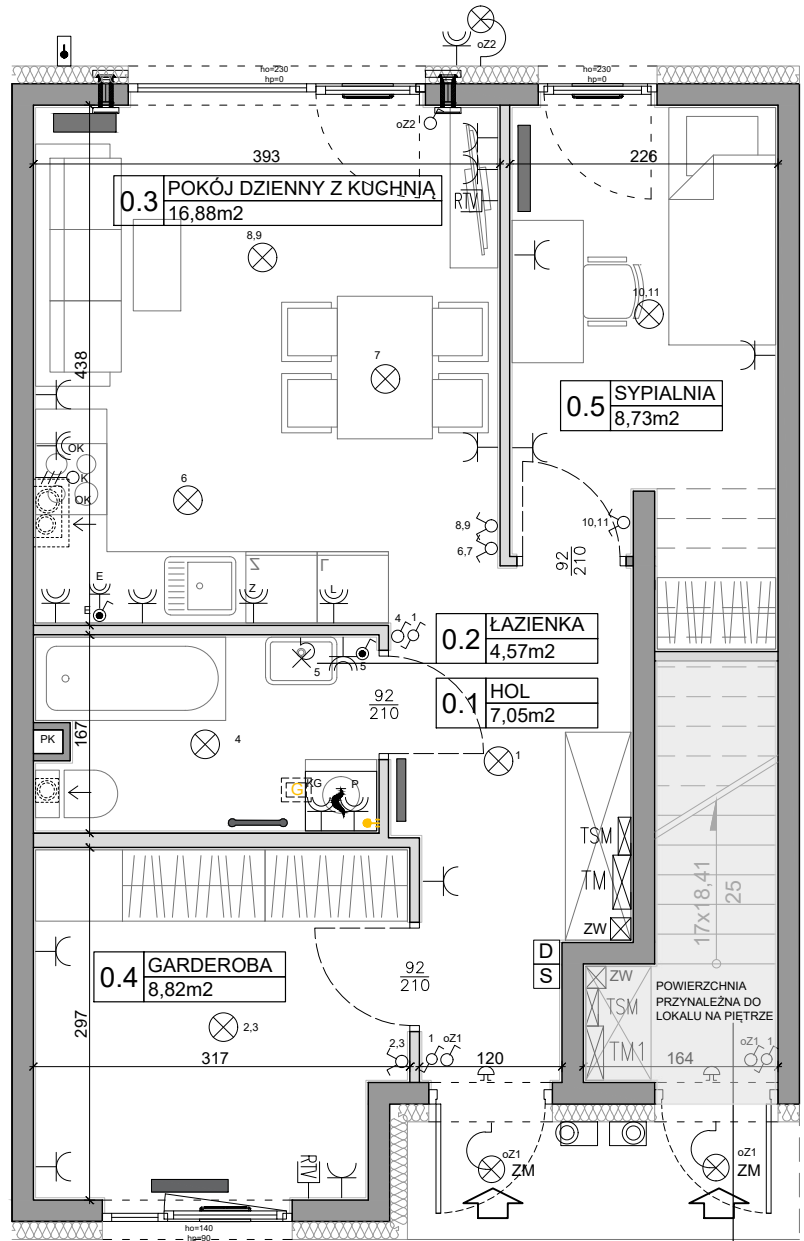 oZ2
ho=230
hp=0
ho=230
hp=0
oZ2
393
226
0.3
POKÓJ DZIENNY Z KUCHNIĄ
16,88m2
RTV
8,9
10,11
7
438
0.5
SYPIALNIA
8,73m2
OK
OK
OK
6
8,9
6,7
10,11
92
210
E
E
Z
Z
L
L
4
1
0.2
ŁAZIENKA
4,57m2
5
5
92
210
0.1
HOL
7,05m2
167
PK
4
1
G
KG
P
TSM
TM
ZW
17x18,41
25
D
S
0.4
GARDEROBA
8,82m2
92
210
ZW
TSM
TM1
POWIERZCHNIA
PRZYNALEŻNA DO
LOKALU NA PIĘTRZE
297
2,3
2,3
1
oZ1
oZ1
1
317
120
164
RTV
oZ1
ZM
oZ1
ZM
ho=140
hp=90